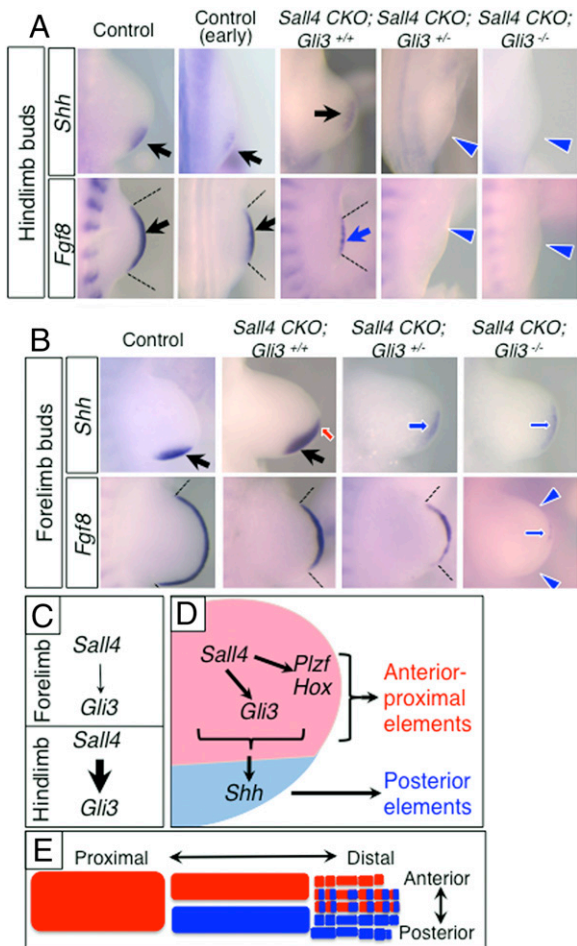 A
Control
Control
(early)
Sall4 CKO;
Gli3 +/+
Sall4 CKO;
Gli3 +/-
Sall4 CKO;
Gli3 -/-
Hindlimb buds
Shh
Fgf8
B
Control
Sall4 CKO;
Gli3 +/+
Sall4 CKO;
Gli3 +/-
Sall4 CKO;
Gli3 -/-
Forelimb buds
Shh
Fgf8
C
Forelimb
Sall4
Gli3
Hindlimb
Sall4
Gli3
D
Sall4
Plzf
Hox
Gli3
Shh
Anterior-
proximal
elements
Posterior
elements
E
Proximal
Distal
Anterior
Posterior